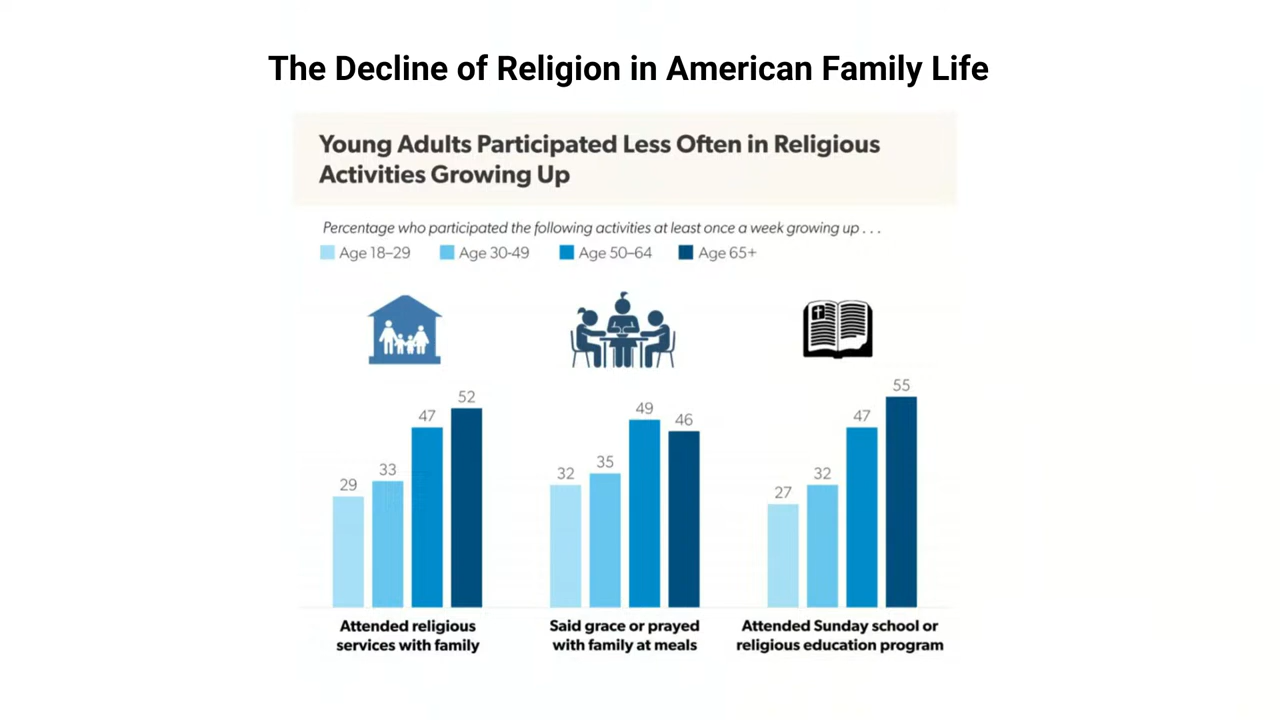 The Decline of Religion in American Family Life
Young Adults Participated Less Often in Religious
Activities Growing Up
Percentage who participated the following activities at least once a week growing up . . .
Age 18–29 Age 30-49 Age 50–64 Age 65+
29 33 47 52
32 35 49 46
27 32 47 55
Attended religious
services with family
Said grace or prayed
with family at meals
Attended Sunday school or
religious education program